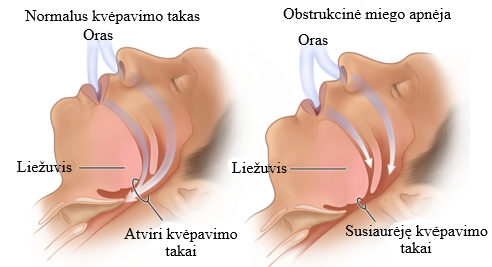 Normalus kvėpavimo takas
Oras
Liežuvis
Atviri kvėpavimo
takai
Obstrukcinė miego apnėja
Oras
Liežuvis
Susiaurėję kvėpavimo
takai